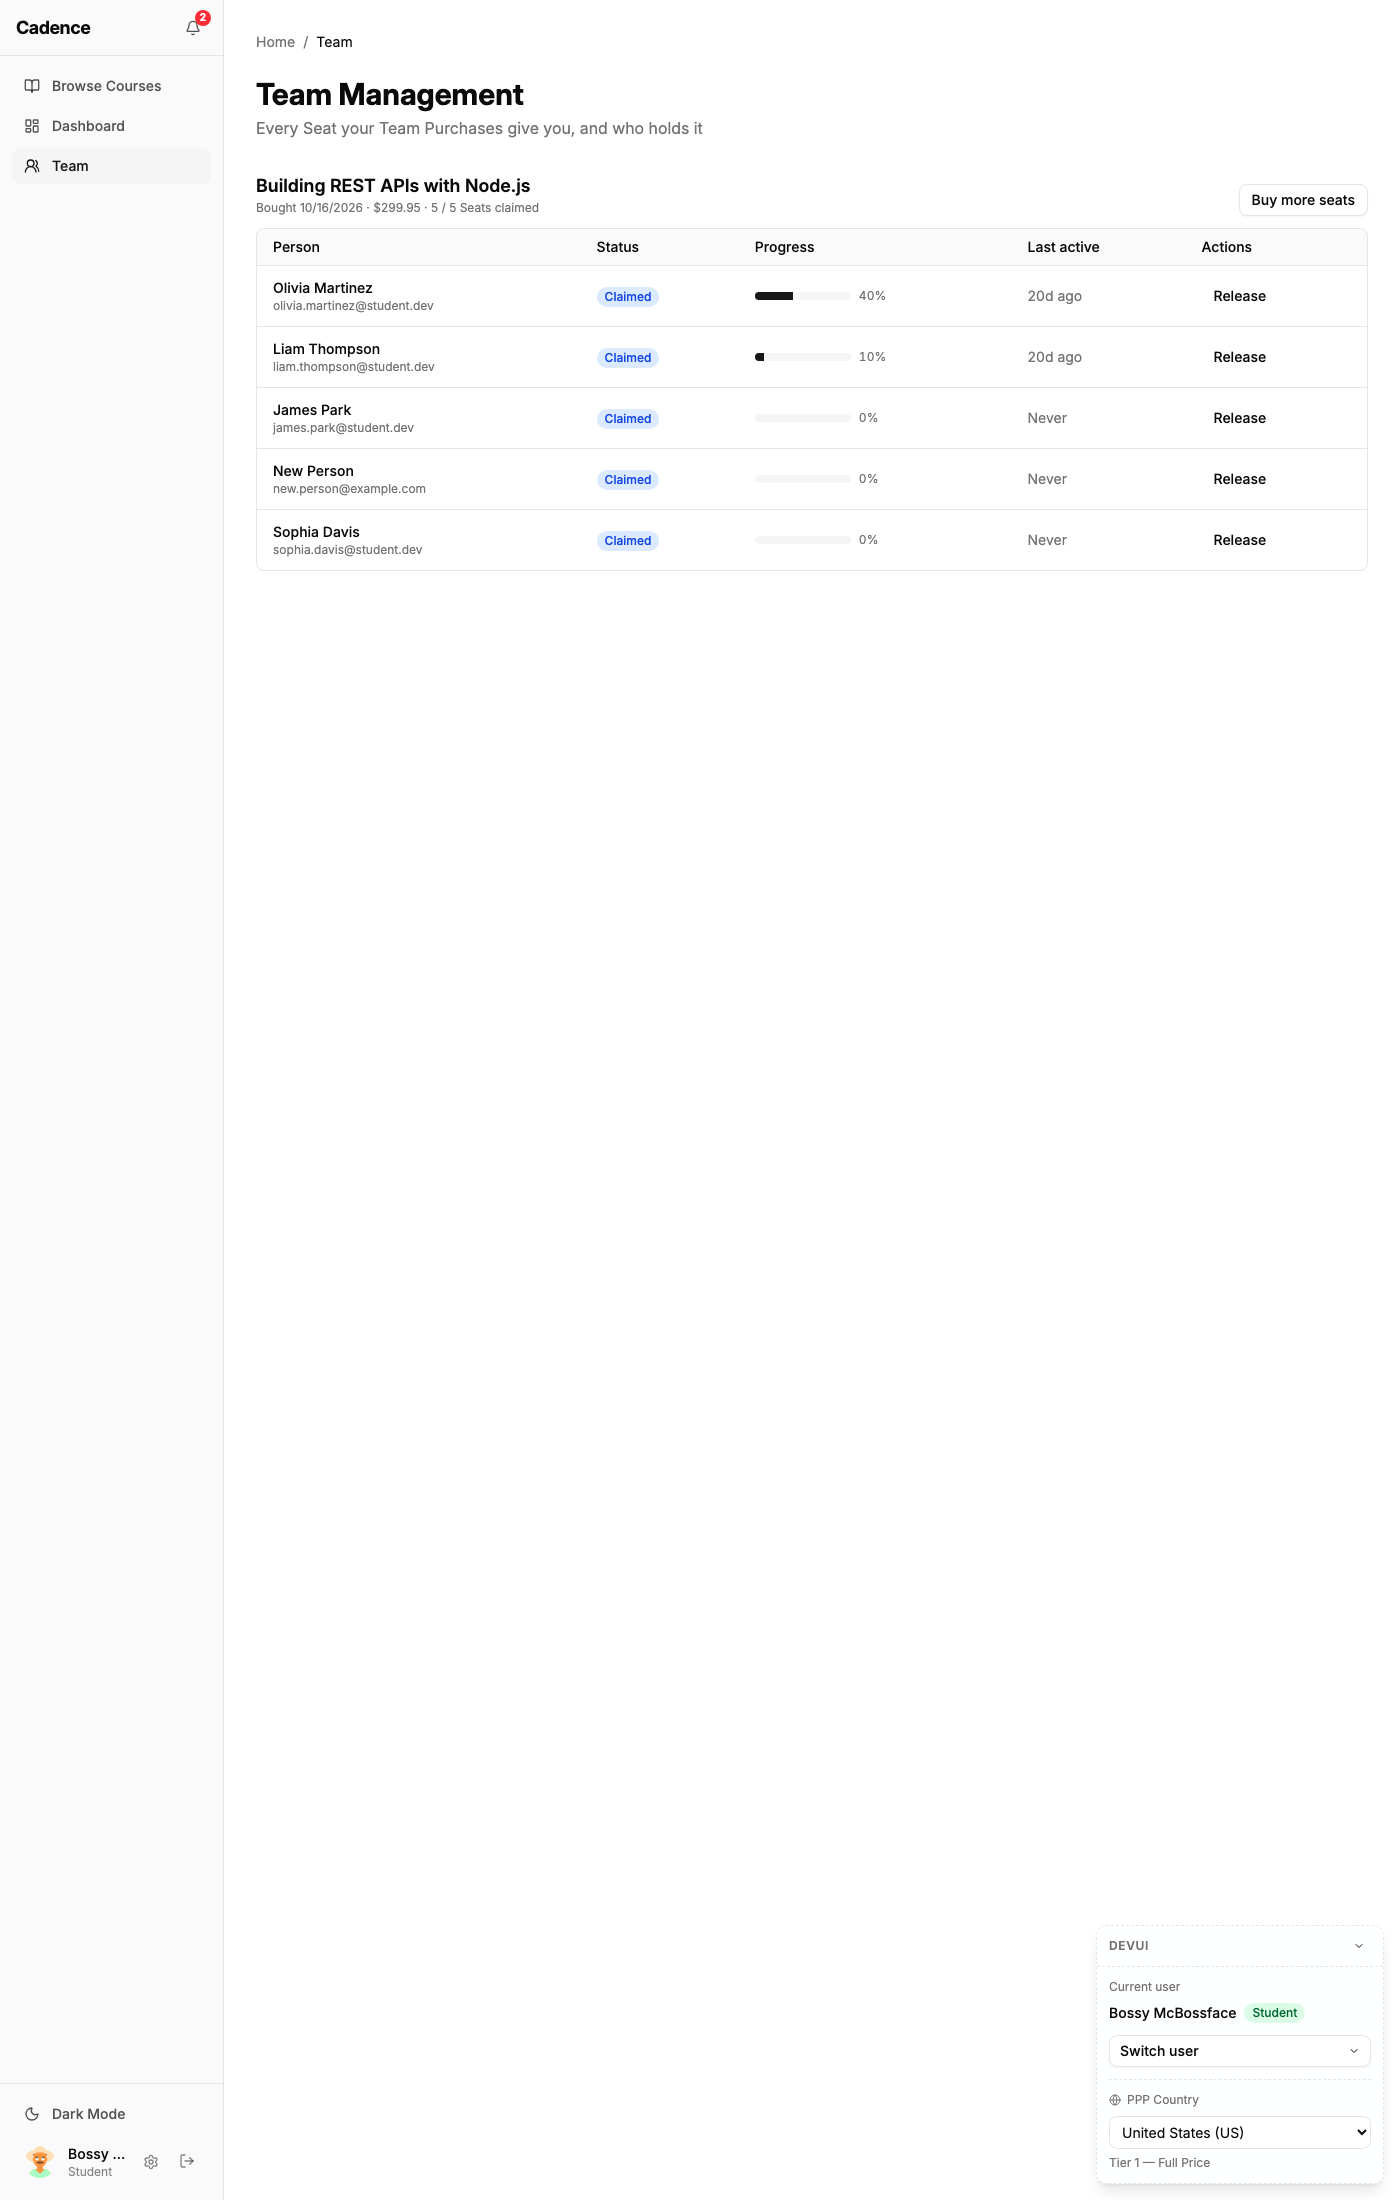 Cadence
2
Browse Courses
Dashboard
Team
Home / Team
Team Management
Every Seat your Team Purchases give you, and who holds it
Building REST APIs with Node.js
Bought 10/16/2026 · $299.95 · 5 / 5 Seats claimed
Buy more seats
Person Status Progress Last active Actions
Olivia Martinez
olivia.martinez@student.dev
Claimed 40% 20d ago Release
Liam Thompson
liam.thompson@student.dev
Claimed 10% 20d ago Release
James Park
james.park@student.dev
Claimed 0% Never Release
New Person
new.person@example.com
Claimed 0% Never Release
Sophia Davis
sophia.davis@student.dev
Claimed 0% Never Release
DEVUI
Current user
Bossy McBossface Student
Switch user
PPP Country
United States (US)
Tier 1 — Full Price
Dark Mode
Bossy ...
Student